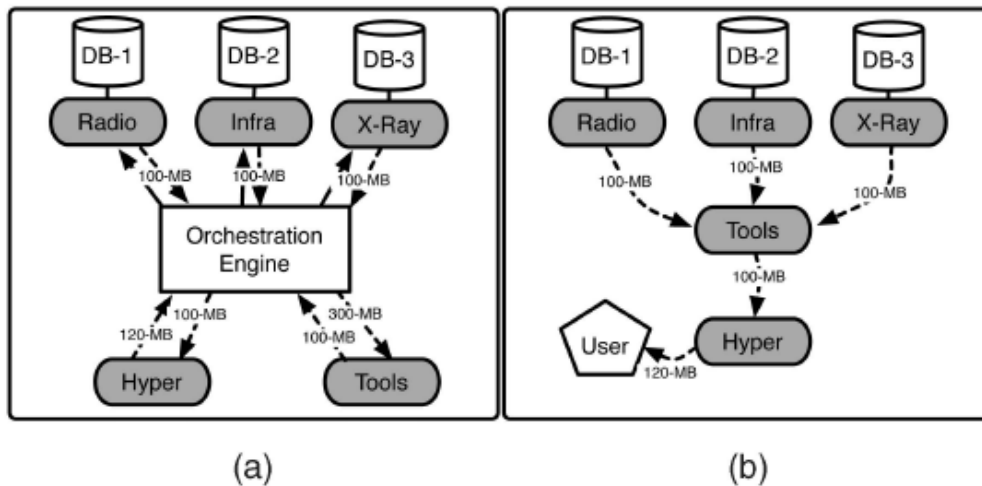 DB-1
DB-2
DB-3
Radio
Infra
X-Ray
100-MB
100-MB
100-MB
Orchestration
Engine
120-MB
100-MB
300-MB
100-MB
Hyper
Tools
(a)
DB-1
DB-2
DB-3
Radio
Infra
X-Ray
100-MB
100-MB
100-MB
Tools
100-MB
User
Hyper
120-MB
(b)